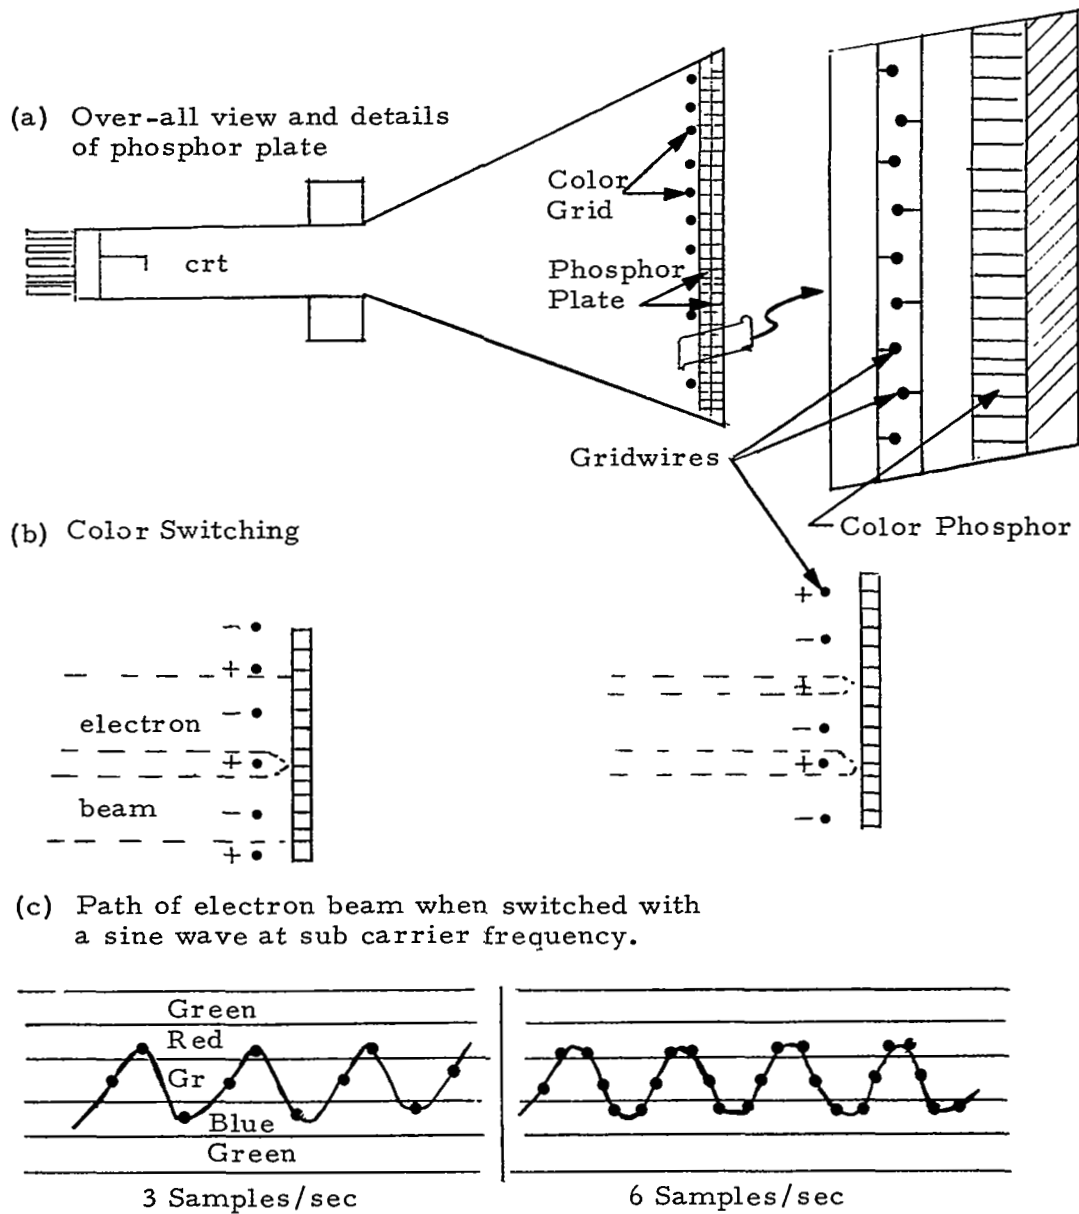 (a) Over-all view and details
of phosphor plate
Color
Grid
crt
Phosphor
Plate
Gridwires
Color Phosphor
(b) Color Switching
+
-
-
+
+
-
electron
-
+
+
beam
-
+
-
+
-
(c) Path of electron beam when switched with
a sine wave at sub carrier frequency.
Green
Red
Gr
Blue
Green
3 Samples/sec
6 Samples/sec